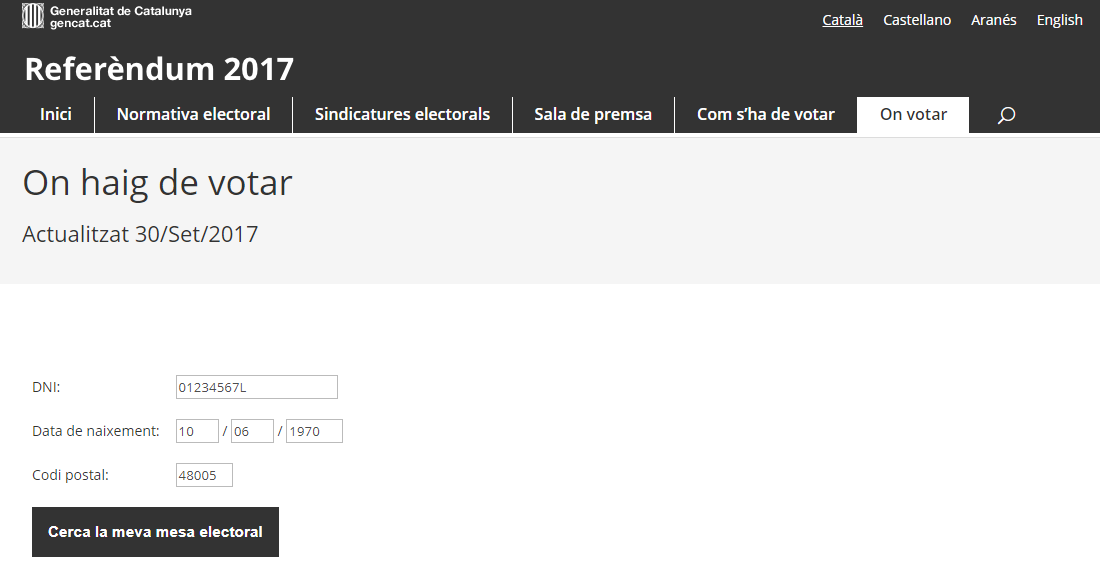 Generalitat de Catalunya
gencat.cat
Català Castellano Aranés English
Referèndum 2017
Inici Normativa electoral Sindicatures electorals Sala de premsa Com s’ha de votar On votar
On haig de votar
Actualitzat 30/Set/2017
DNI: 01234567L
Data de naixement: 10 / 06 / 1970
Codi postal: 48005
Cerca la meva mesa electoral